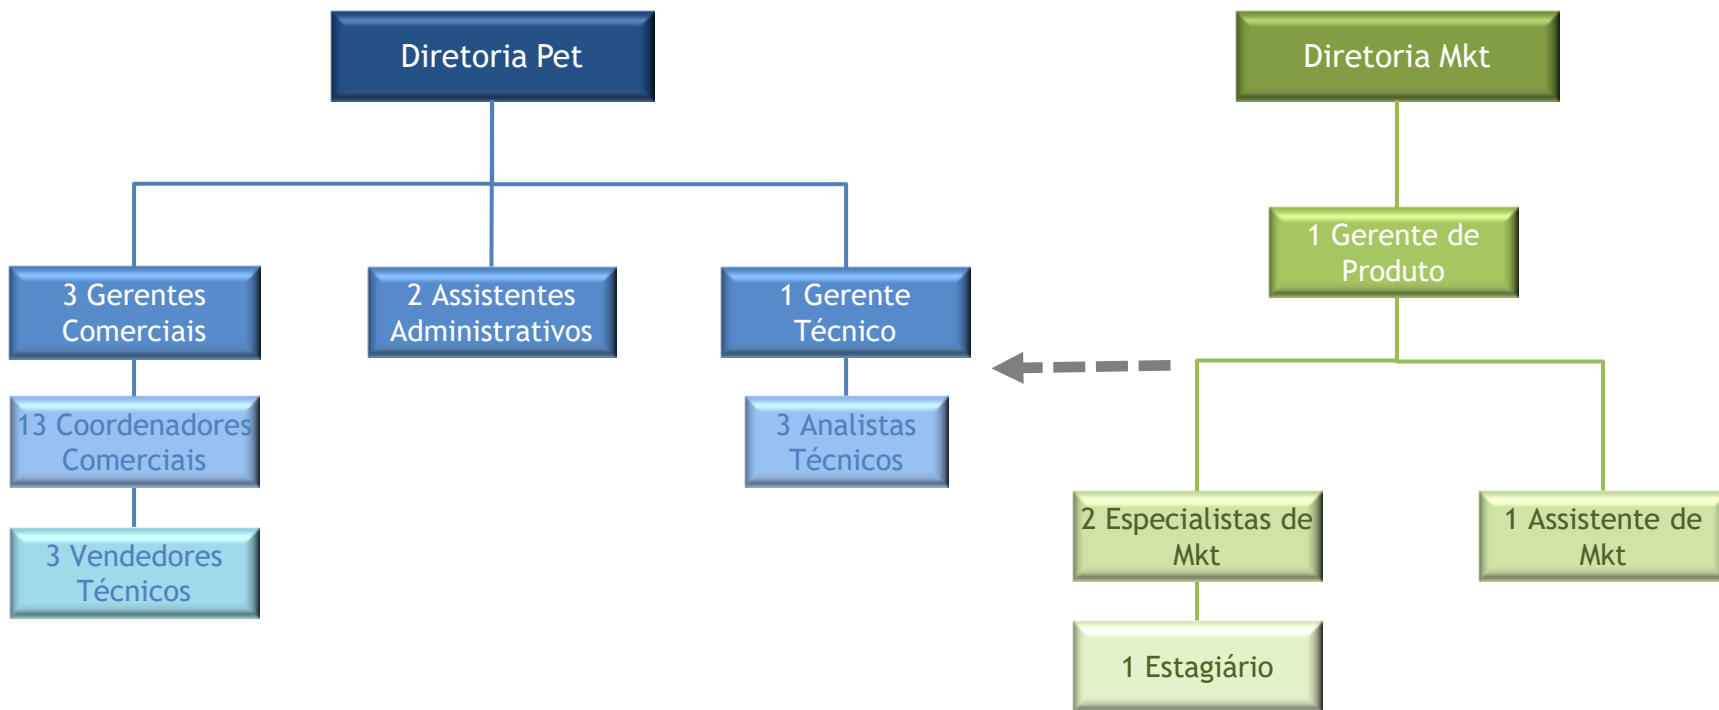 Diretoria Pet
Diretoria Mkt
1 Gerente de
Produto
3 Gerentes
Comerciais
2 Assistentes
Administrativos
1 Gerente
Técnico
13 Coordenadores
Comerciais
3 Analistas
Técnicos
3 Vendedores
Técnicos
2 Especialistas de
Mkt
1 Assistente de
Mkt
1 Estagiário